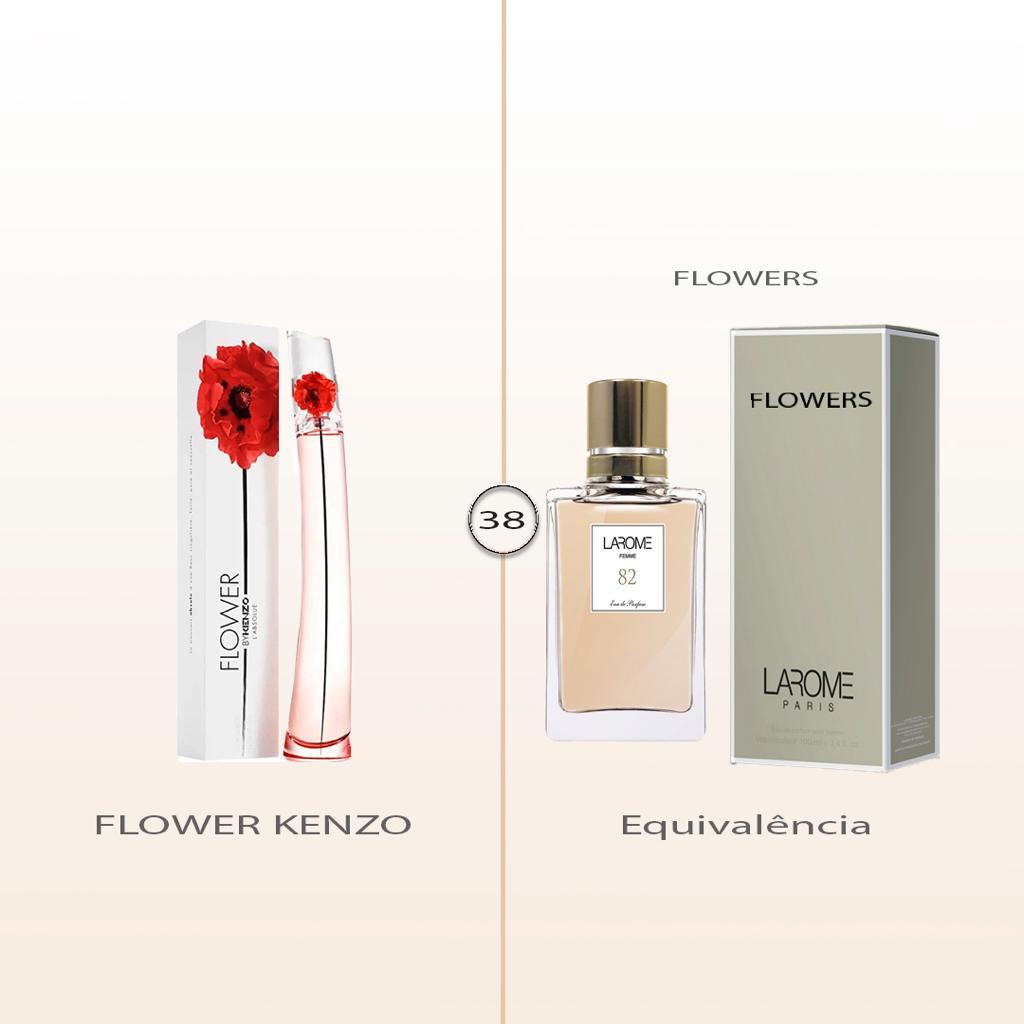 FLOWERS
FLOWER
BY KENZO
L'ABSOLUE
38
LAROME
FEMME
82
Eau de Parfum
FLOWERS
LAROME
PARIS
FLOWER KENZO
Equivalência